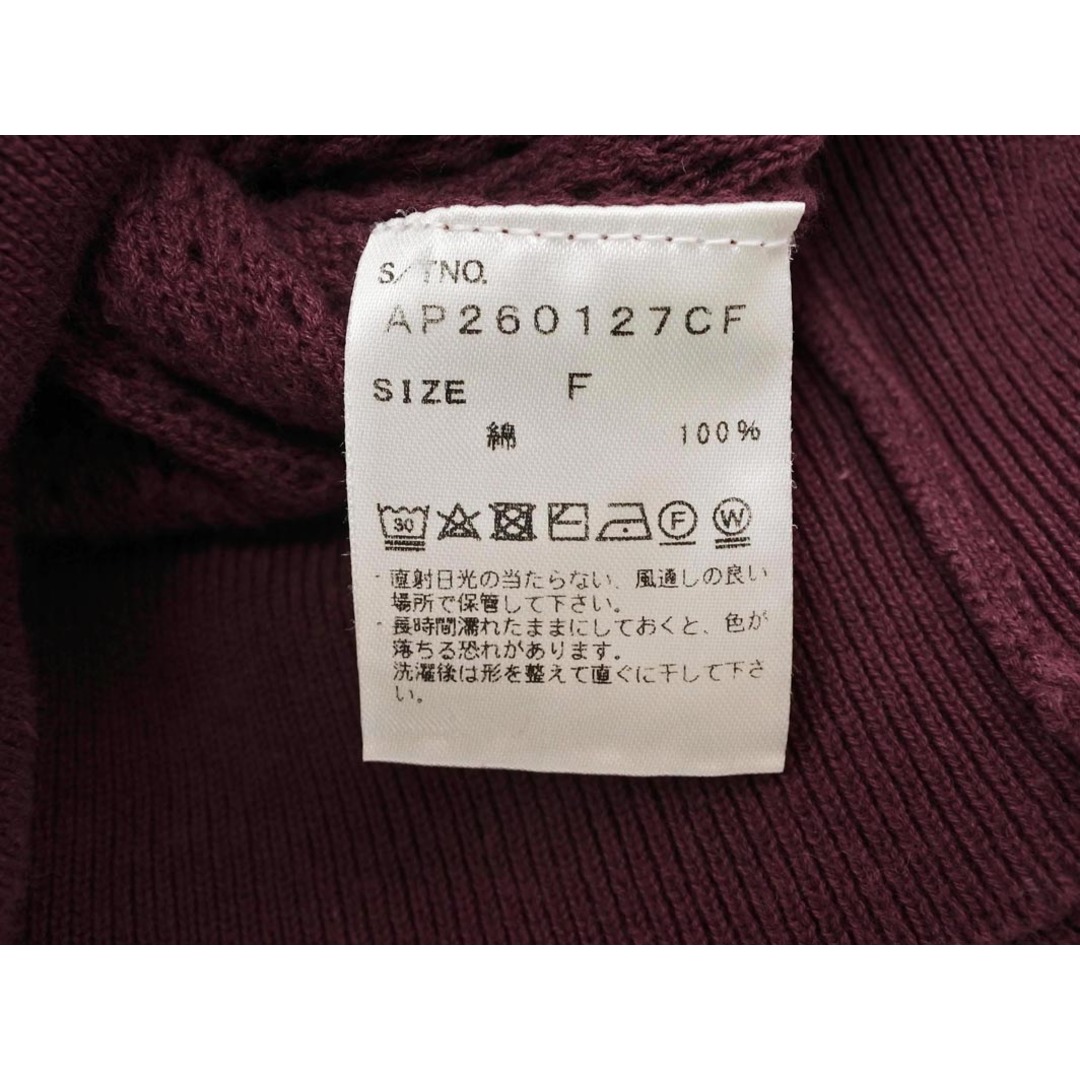 S/TNO.
AP260127CF
SIZE F
綿 100%
30 F W
・直射日光の当たらない、風通しの良い
場所で保管して下さい。
・長時間濡れたままにしておくと、色が
落ちる恐れがあります。
洗濯後は形を整えて直ぐに干して下さ
い。